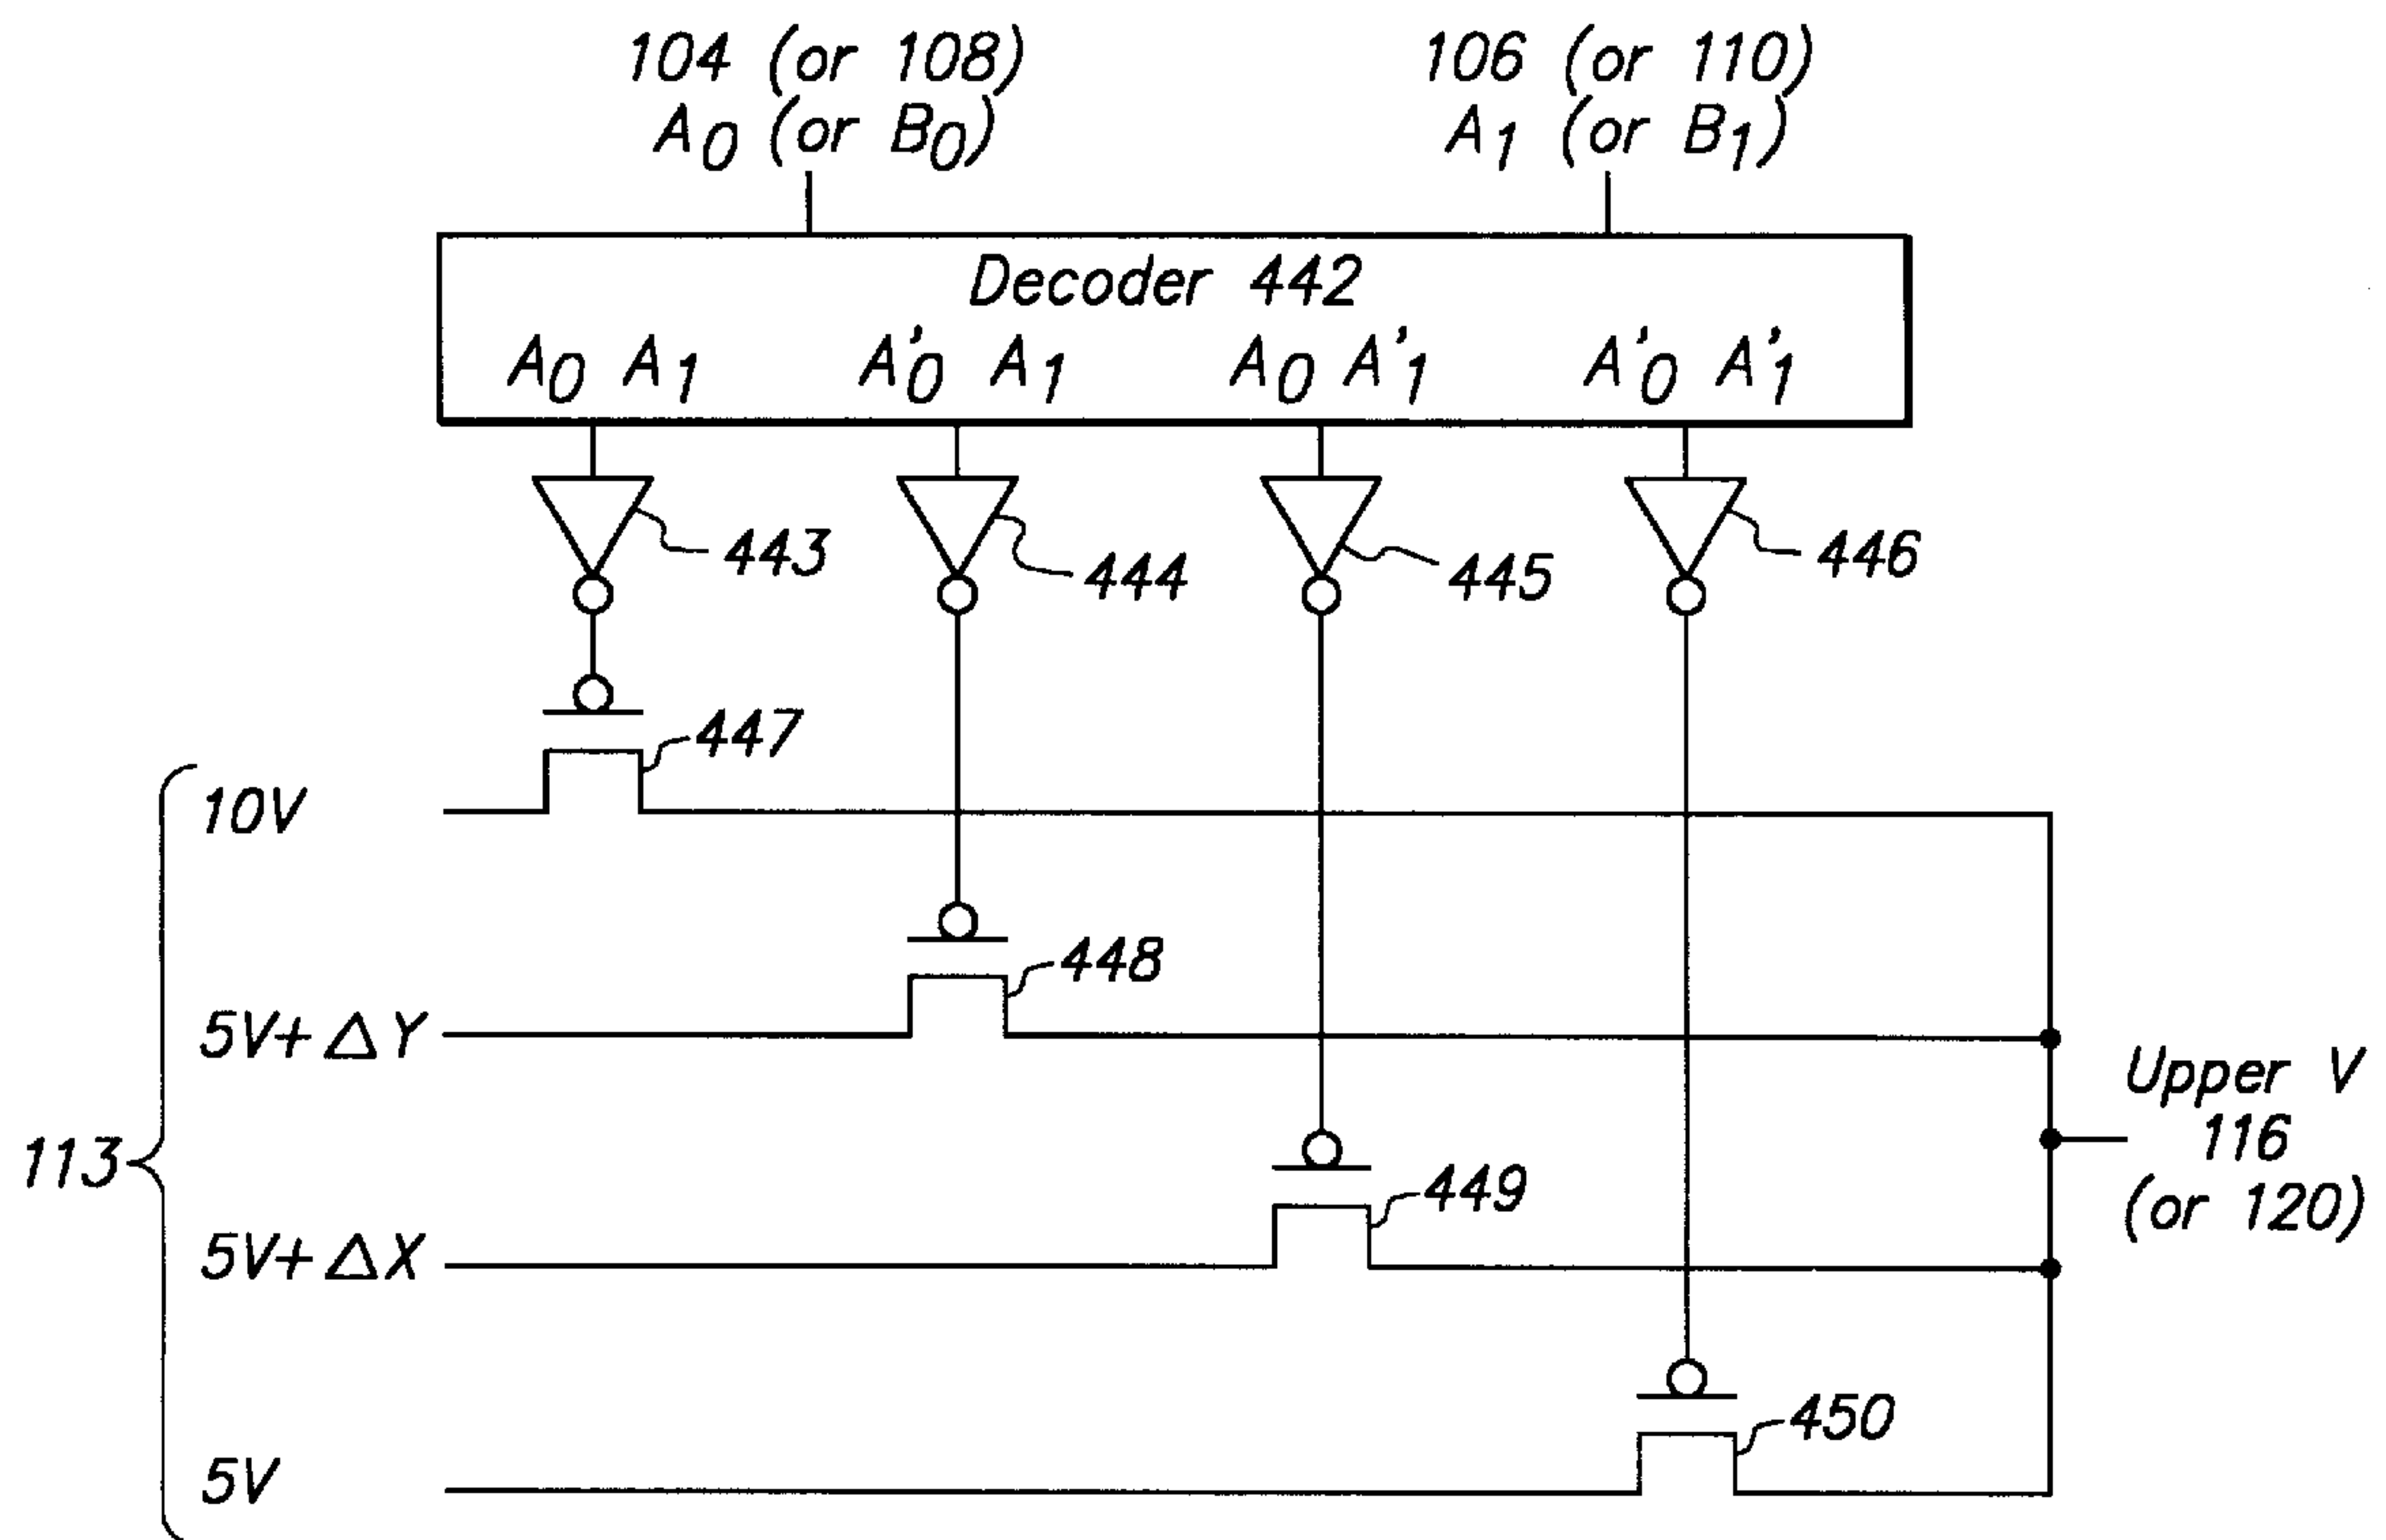 104 (or 108)
A0 (or B0)
106 (or 110)
A1 (or B1)
Decoder 442
A0 A1
A'0 A1
A0 A'1
A'0 A'1
443
444
445
446
447
10V
448
5V+ΔY
Upper V
116
(or 120)
113
449
5V+ΔX
450
5V